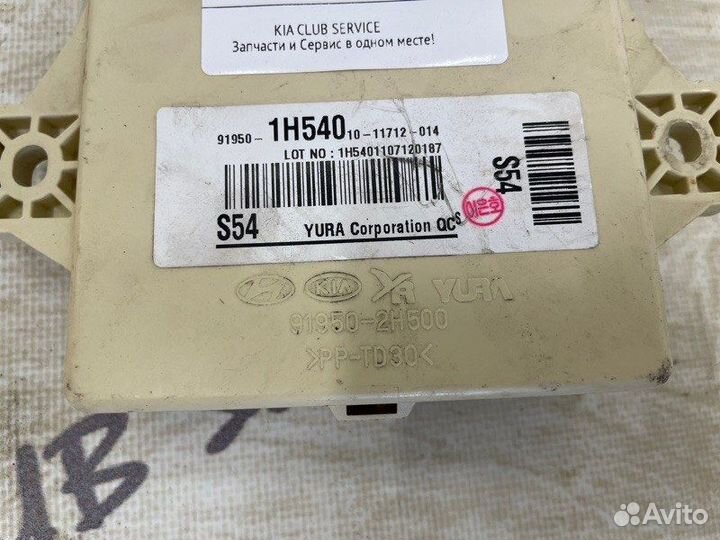 KIA CLUB SERVICE
Запчасти и Сервис в одном месте!
91950- 1H540 10-11712-014
LOT NO : 1H5401107120187
S54 YURA Corporation QCS
S54
KIA YURA
91950-2H500
>PP-TD30<
Avito